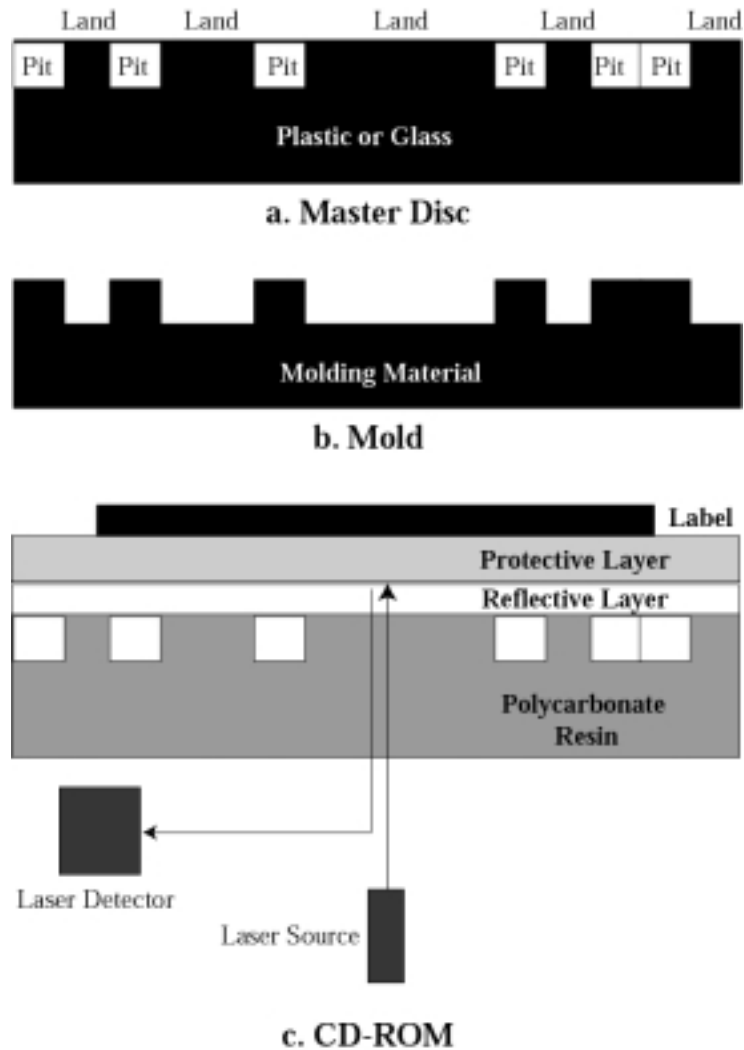 Land Land Land Land Land
Pit Pit Pit Pit Pit Pit
Plastic or Glass
a. Master Disc
Molding Material
b. Mold
Label
Protective Layer
Reflective Layer
Polycarbonate
Resin
Laser Detector
Laser Source
c. CD-ROM